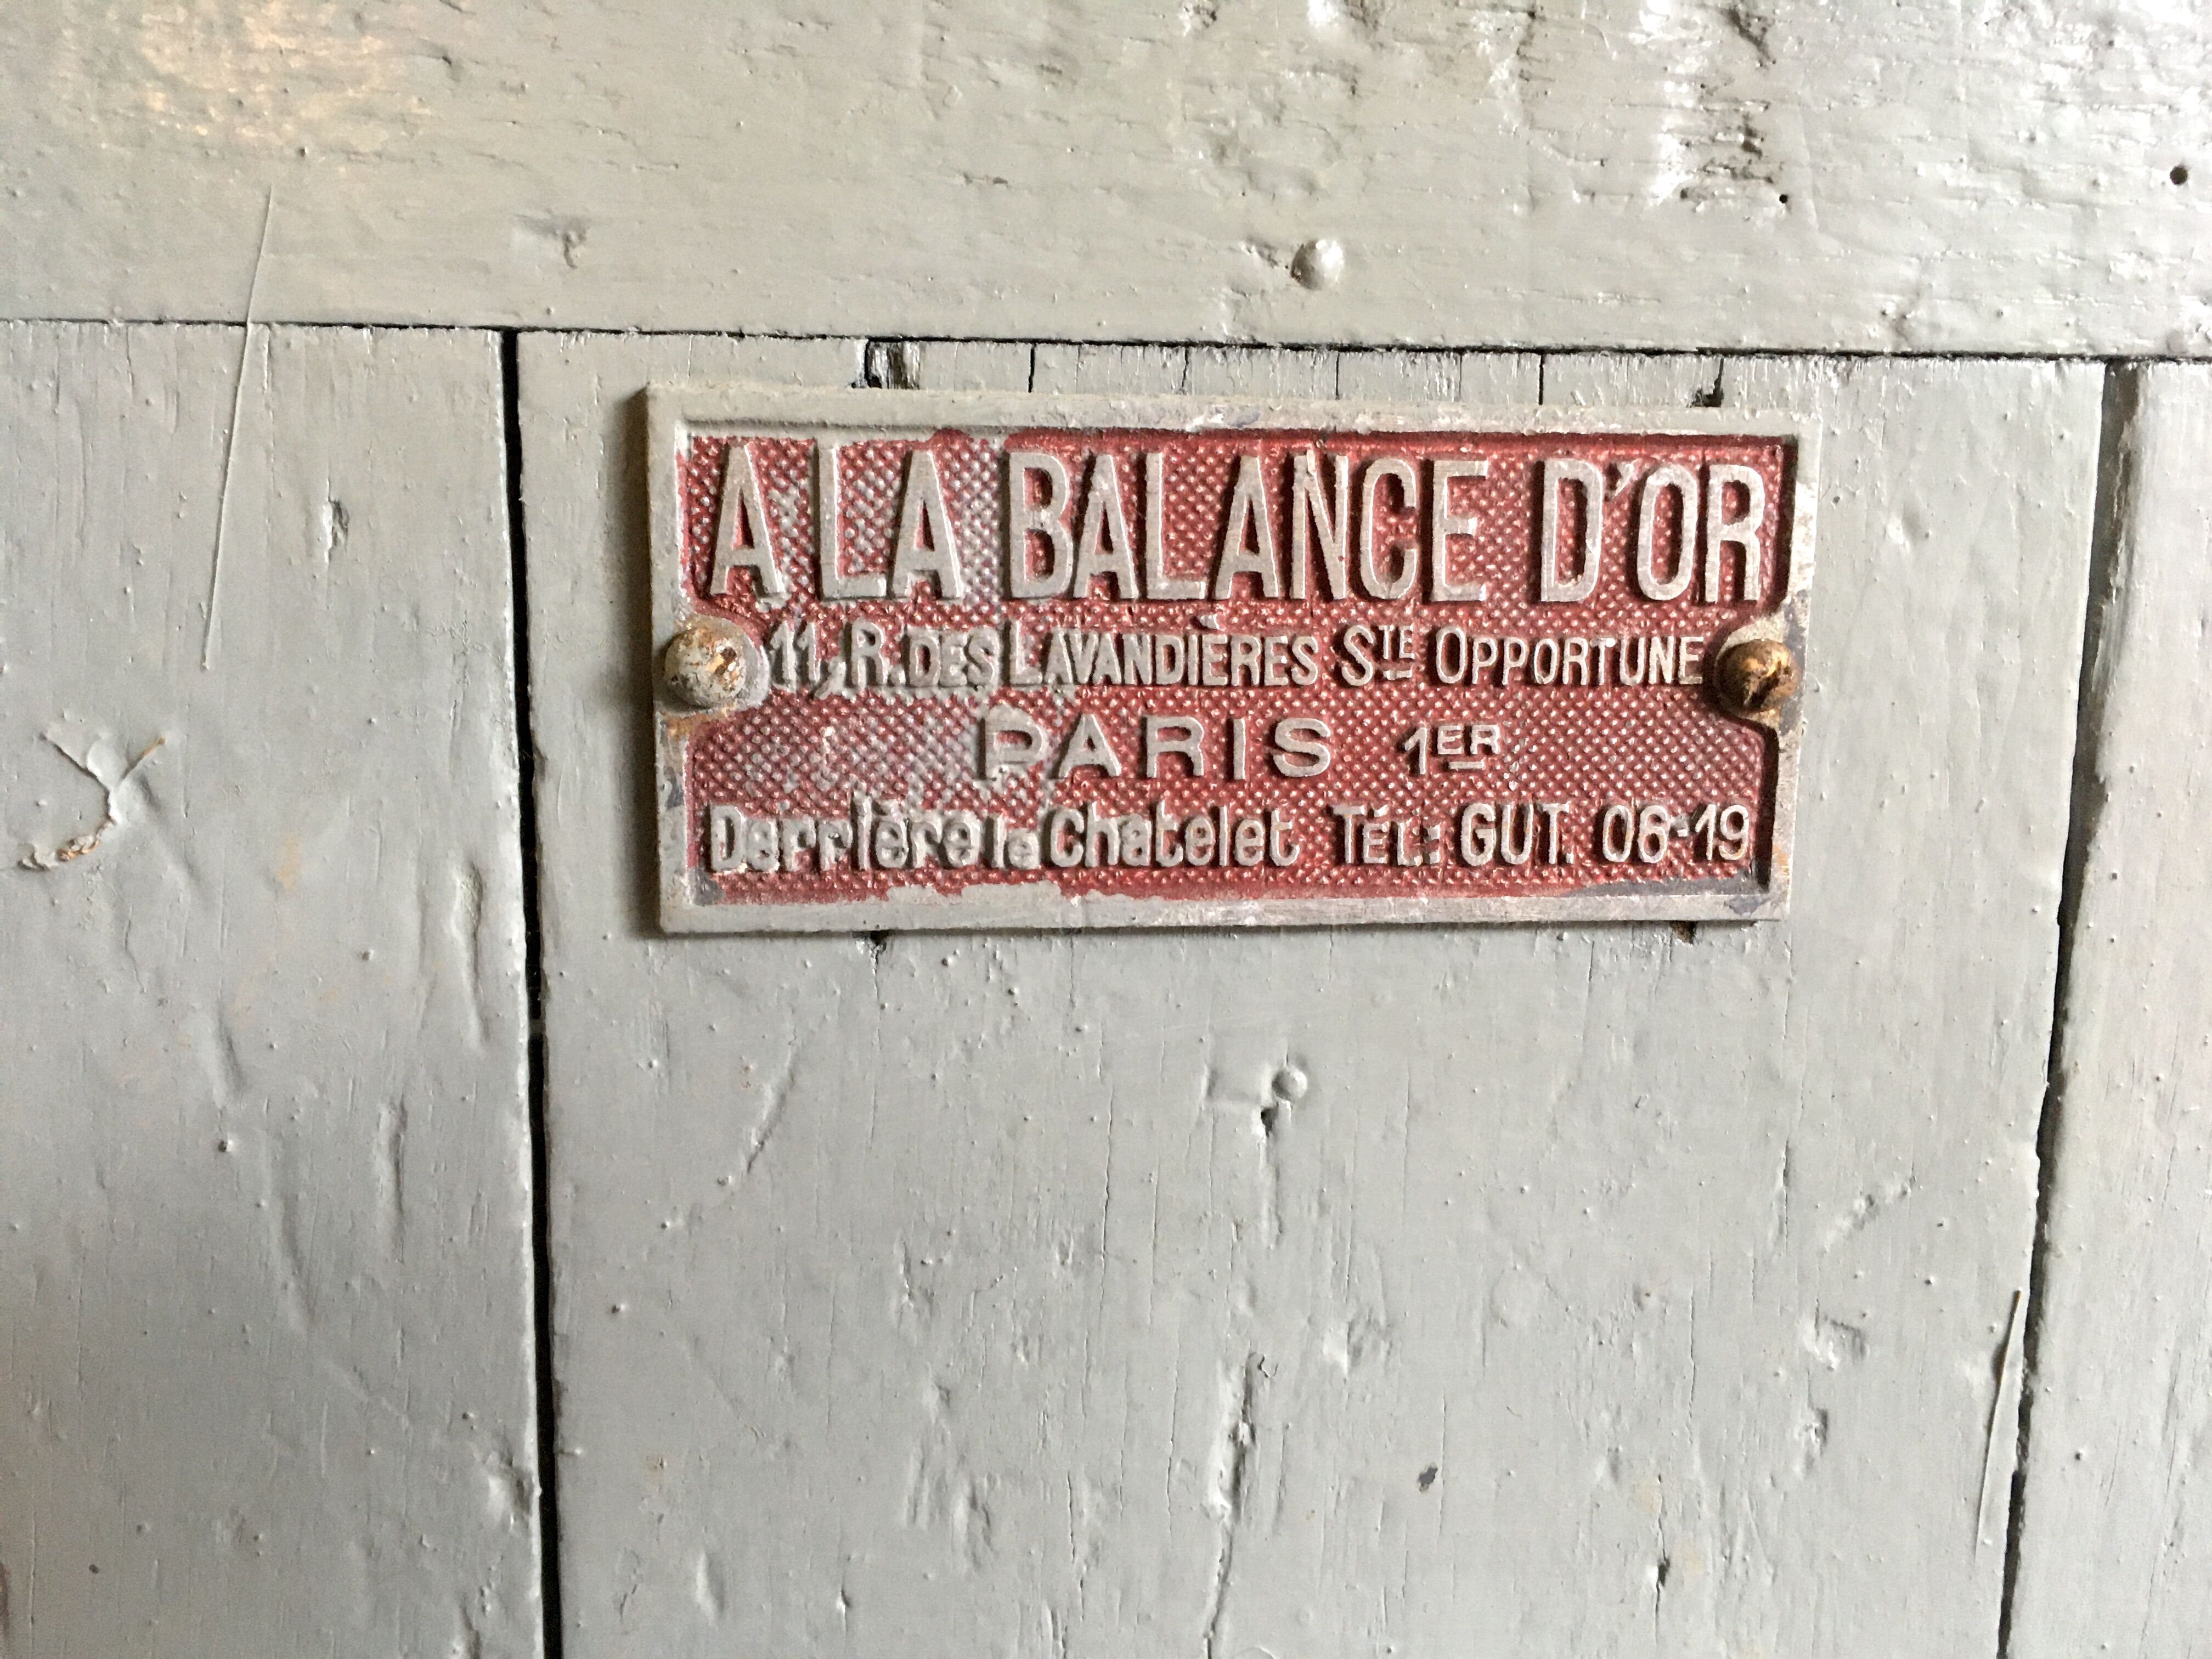 A LA BALANCE D'OR
11, R. DES LAVANDIÈRES STE OPPORTUNE
PARIS 1ER
Derrière le Chatelet TÉL: GUT. 06-19